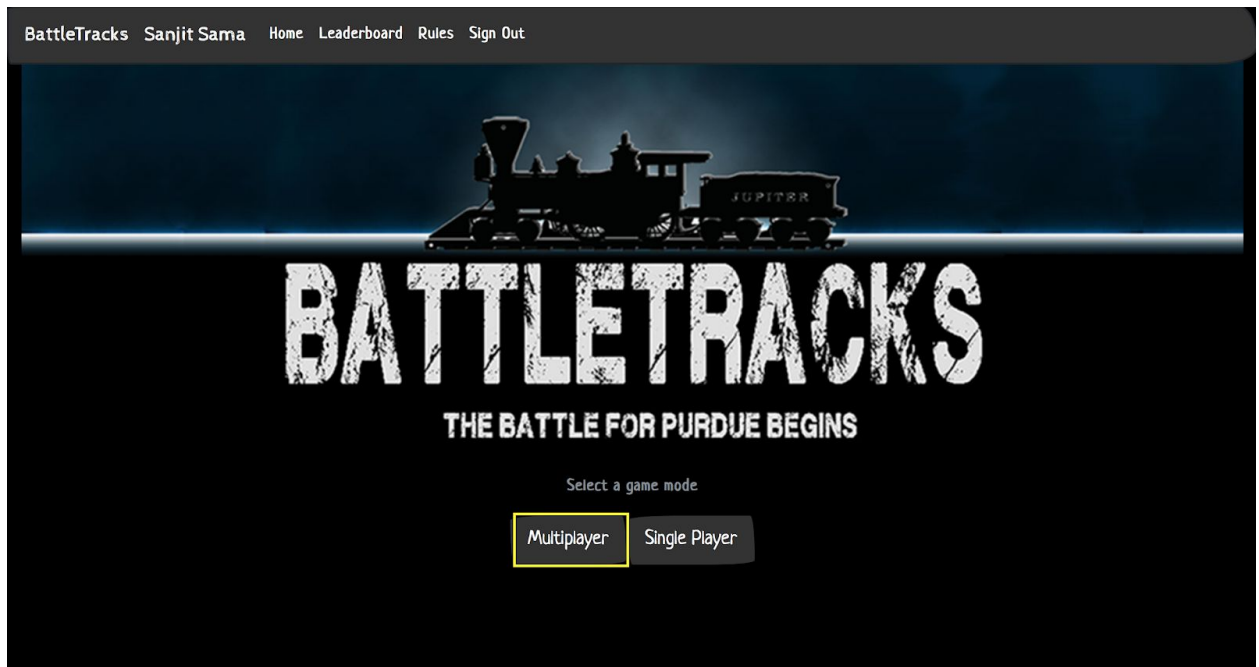 BattleTracks Sanjit Sama Home Leaderboard Rules Sign Out
JUPITER
BATTLETRACKS
THE BATTLE FOR PURDUE BEGINS
Select a game mode
Multiplayer Single Player